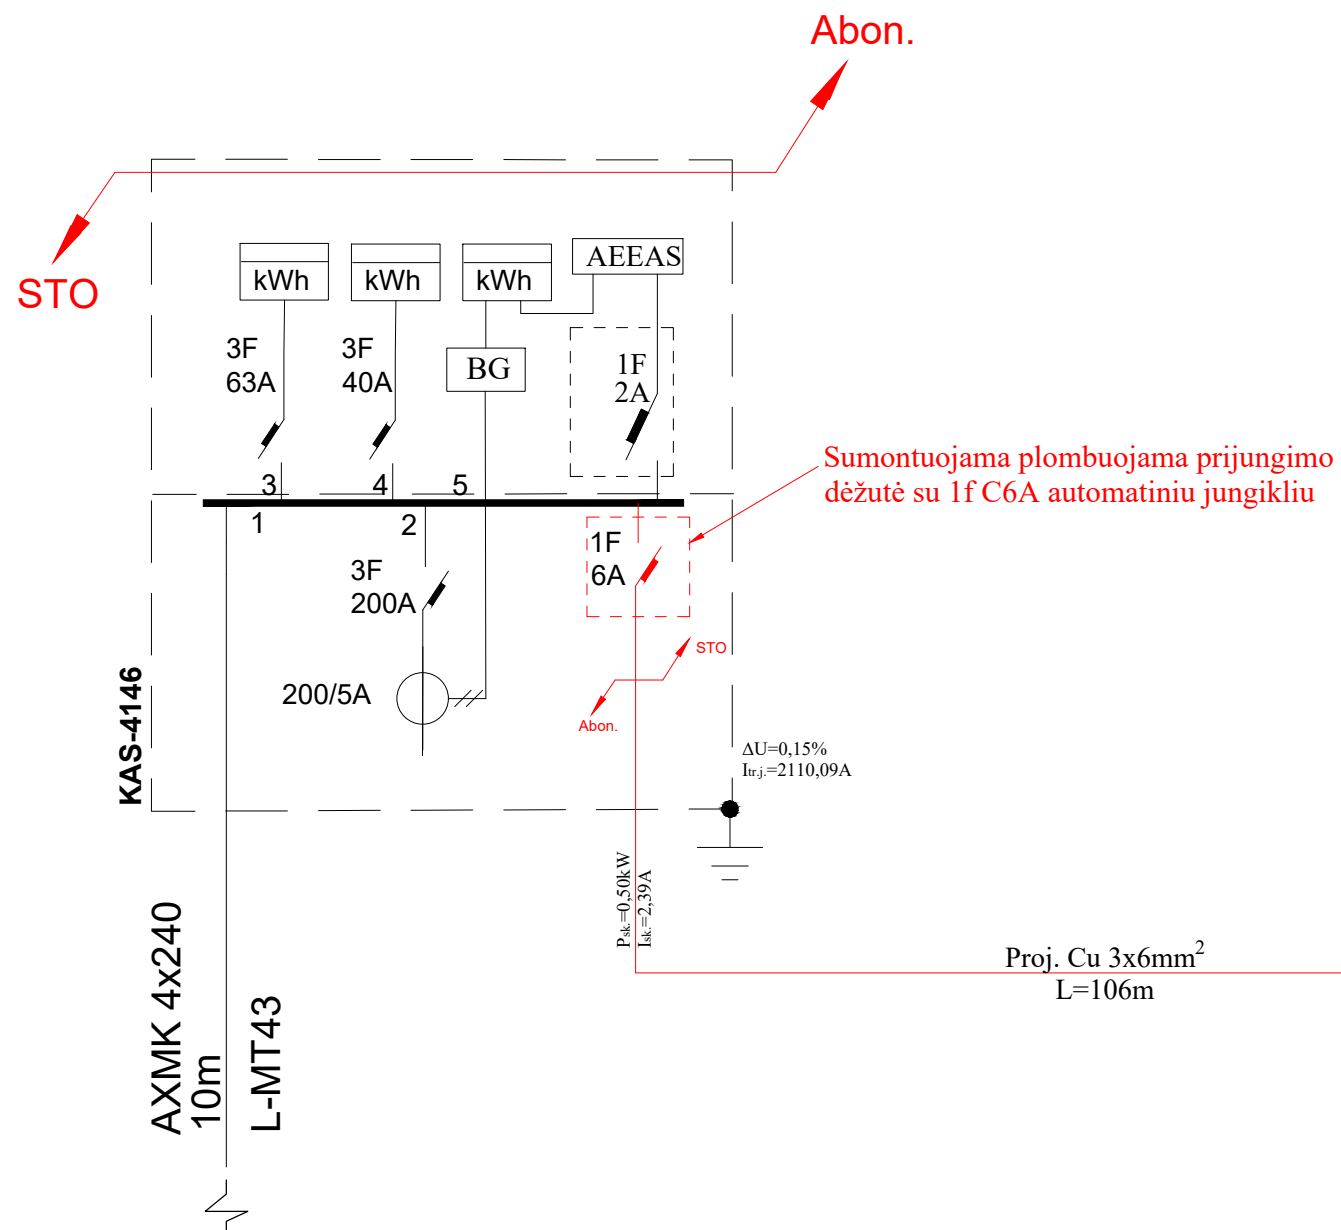 Abon.
STO
kWh
kWh
kWh
AEEAS
3F
63A
3F
40A
BG
1F
2A
Sumontuojama plombuojama prijungimo
dėžutė su 1f C6A automatiniu jungikliu
3
4
5
1
2
1F
6A
3F
200A
STO
Abon.
200/5A
KAS-4146
ΔU=0,15%
Itr.j.=2110,09A
Psk.=0,50kW
Isk.=2,39A
Proj. Cu 3x6mm²
L=106m
AXMK 4x240
10m
L-MT43